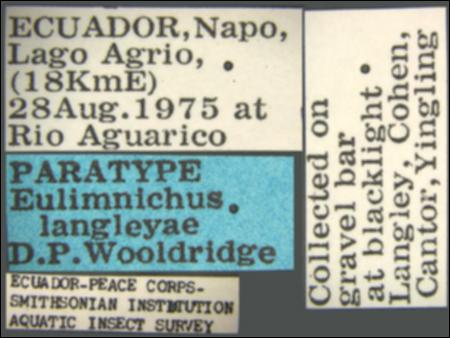 ECUADOR, Napo,
Lago Agrio,
(18KmE)
28Aug.1975 at
Rio Aguarico
PARATYPE
Eulimnichus
langleyae
D.P.Wooldridge
ECUADOR-PEACE CORPS-
SMITHSONIAN INSTITUTION
AQUATIC INSECT SURVEY
Collected on
gravel bar
at blacklight
Langley, Cohen,
Cantor, Yingling